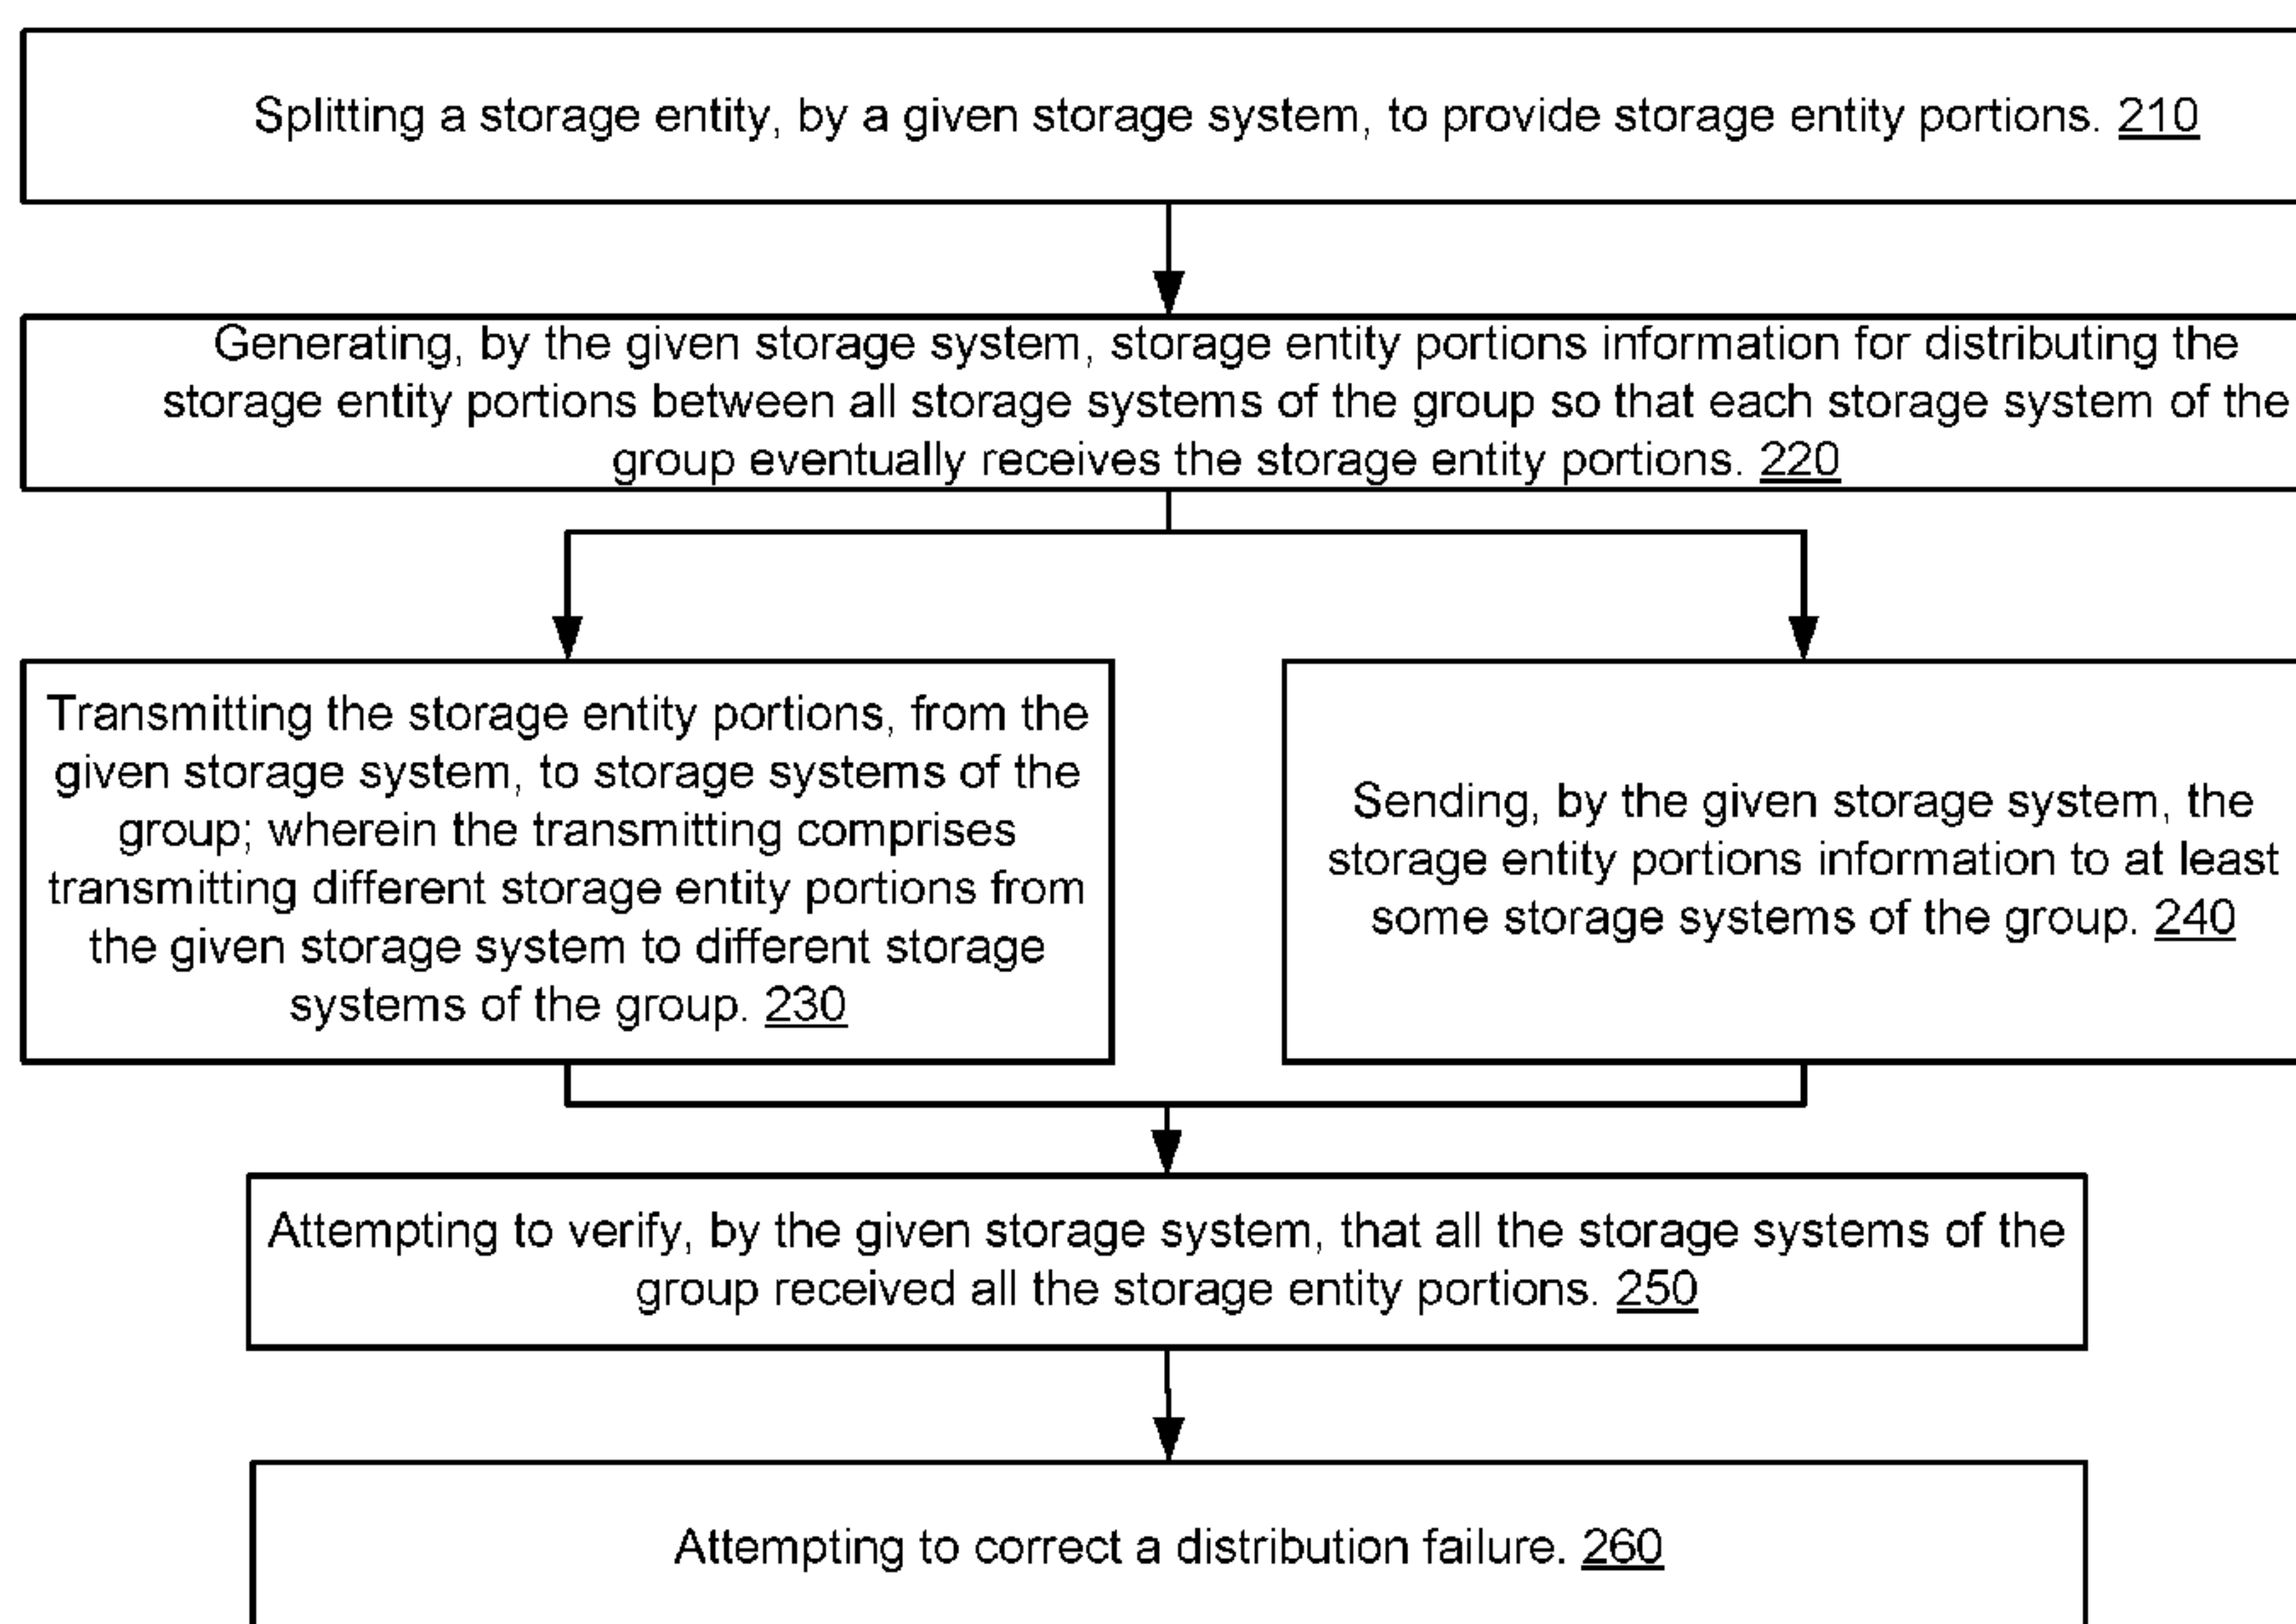 Splitting a storage entity, by a given storage system, to provide storage entity portions. 210
Generating, by the given storage system, storage entity portions information for distributing the
storage entity portions between all storage systems of the group so that each storage system of the
group eventually receives the storage entity portions. 220
Transmitting the storage entity portions, from the
given storage system, to storage systems of the
group; wherein the transmitting comprises
transmitting different storage entity portions from
the given storage system to different storage
systems of the group. 230
Sending, by the given storage system, the
storage entity portions information to at least
some storage systems of the group. 240
Attempting to verify, by the given storage system, that all the storage systems of the
group received all the storage entity portions. 250
Attempting to correct a distribution failure. 260